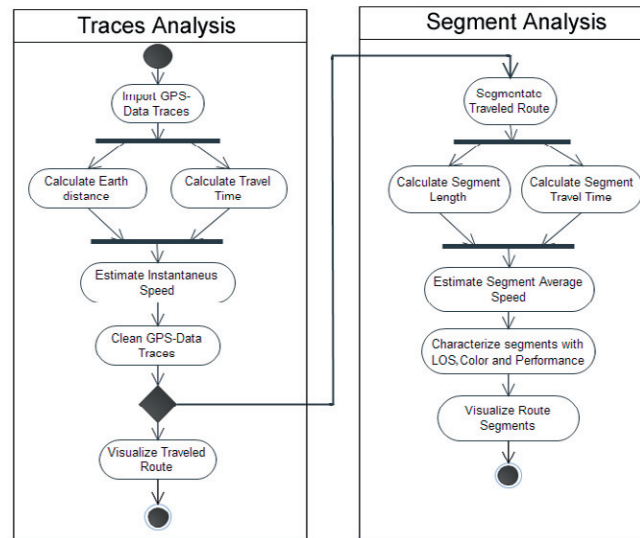 Traces Analysis
Import GPS-
Data Traces
Calculate Earth
distance
Calculate Travel
Time
Estimate Instantaneus
Speed
Clean GPS-Data
Traces
Visualize Traveled
Route
Segment Analysis
Segmentate
Traveled Route
Calculate Segment
Length
Calculate Segment
Travel Time
Estimate Segment Average
Speed
Characterize segments with
LOS,Color and Performance
Visualize Route
Segments